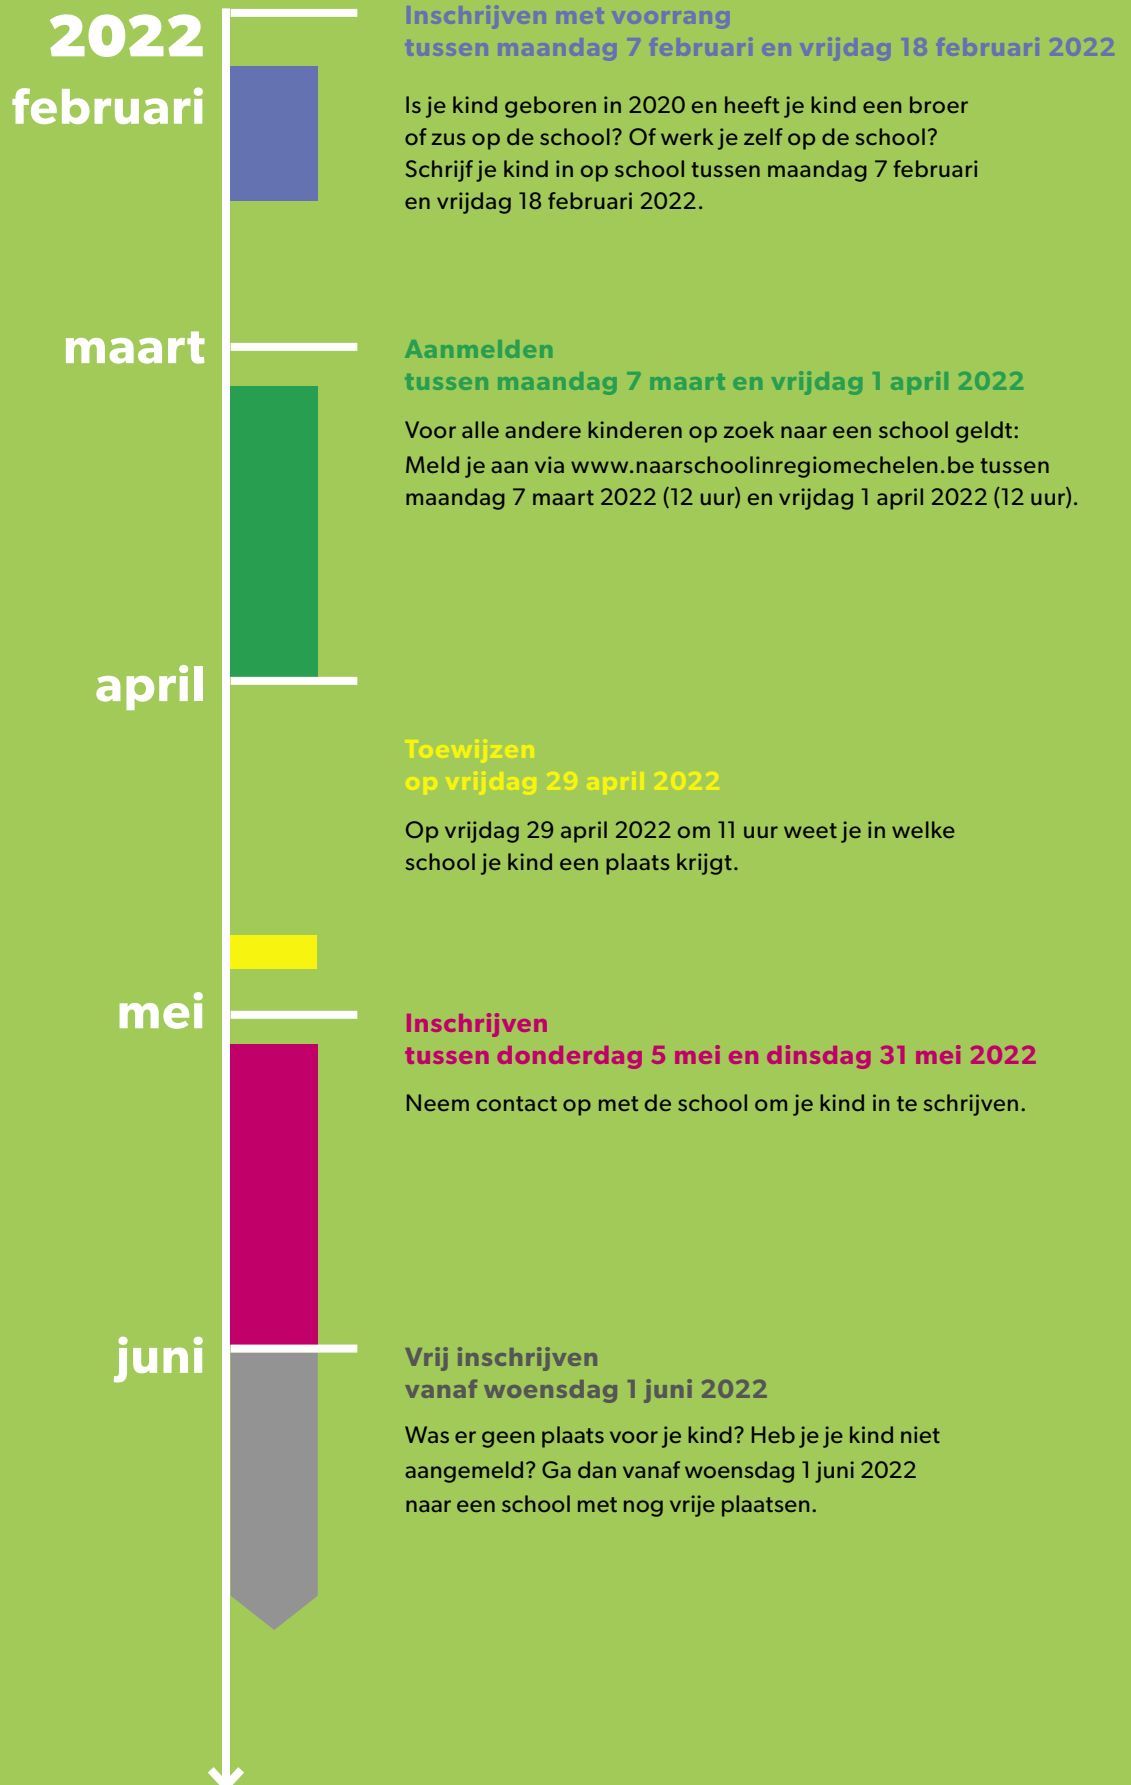 2022
februari
Inschrijven met voorrang
tussen maandag 7 februari en vrijdag 18 februari 2022
Is je kind geboren in 2020 en heeft je kind een broer
of zus op de school? Of werk je zelf op de school?
Schrijf je kind in op school tussen maandag 7 februari
en vrijdag 18 februari 2022.
maart
Aanmelden
tussen maandag 7 maart en vrijdag 1 april 2022
Voor alle andere kinderen op zoek naar een school geldt:
Meld je aan via www.naarschoolinregiomechelen.be tussen
maandag 7 maart 2022 (12 uur) en vrijdag 1 april 2022 (12 uur).
april
Toewijzen
op vrijdag 29 april 2022
Op vrijdag 29 april 2022 om 11 uur weet je in welke
school je kind een plaats krijgt.
mei
Inschrijven
tussen donderdag 5 mei en dinsdag 31 mei 2022
Neem contact op met de school om je kind in te schrijven.
juni
Vrij inschrijven
vanaf woensdag 1 juni 2022
Was er geen plaats voor je kind? Heb je je kind niet
aangemeld? Ga dan vanaf woensdag 1 juni 2022
naar een school met nog vrije plaatsen.